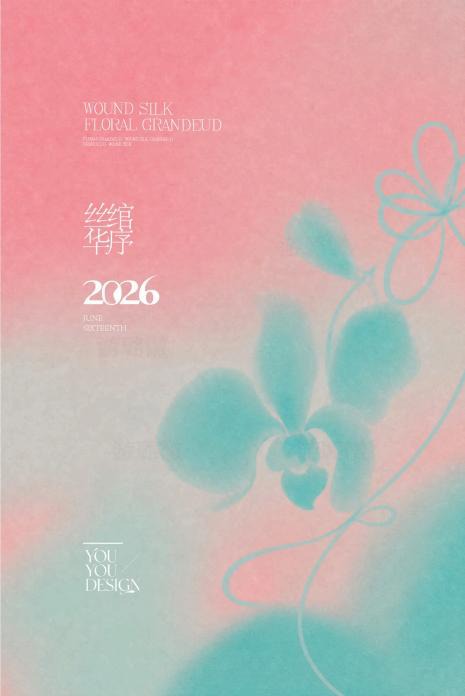 WOUND SILK
FLORAL GRANDEUD
丝绾
华序
2026
JUNE
SIXTEENTH
YOU
YOU
DESIGN